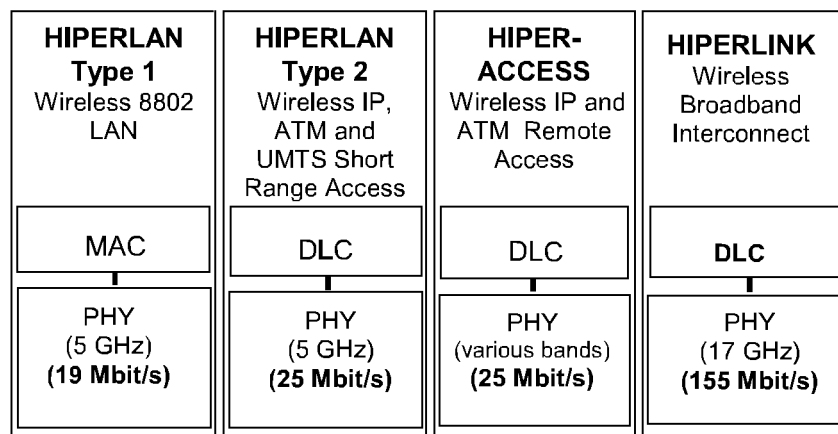 HIPERLAN
Type 1
Wireless 8802
LAN
MAC
PHY
(5 GHz)
(19 Mbit/s)
HIPERLAN
Type 2
Wireless IP,
ATM and
UMTS Short
Range Access
DLC
PHY
(5 GHz)
(25 Mbit/s)
HIPER-
ACCESS
Wireless IP and
ATM Remote
Access
DLC
PHY
(various bands)
(25 Mbit/s)
HIPERLINK
Wireless
Broadband
Interconnect
DLC
PHY
(17 GHz)
(155 Mbit/s)